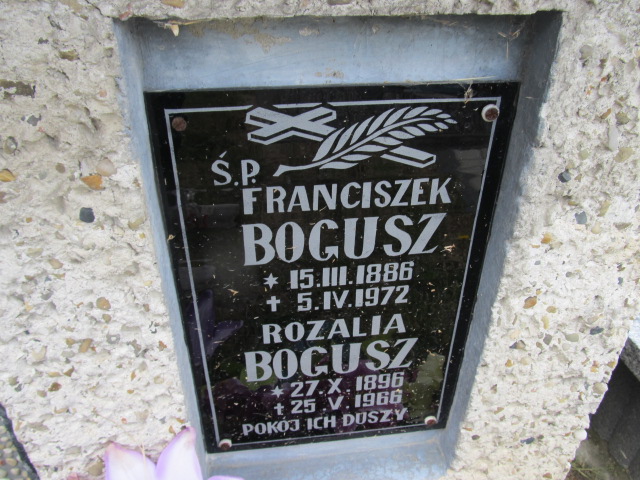 Ś.P.
FRANCISZEK
BOGUSZ
* 15.III.1886
+ 5.IV.1972
ROZALIA
BOGUSZ
* 27 X. 1896
+ 25 V. 1966
POKÓJ ICH DUSZY